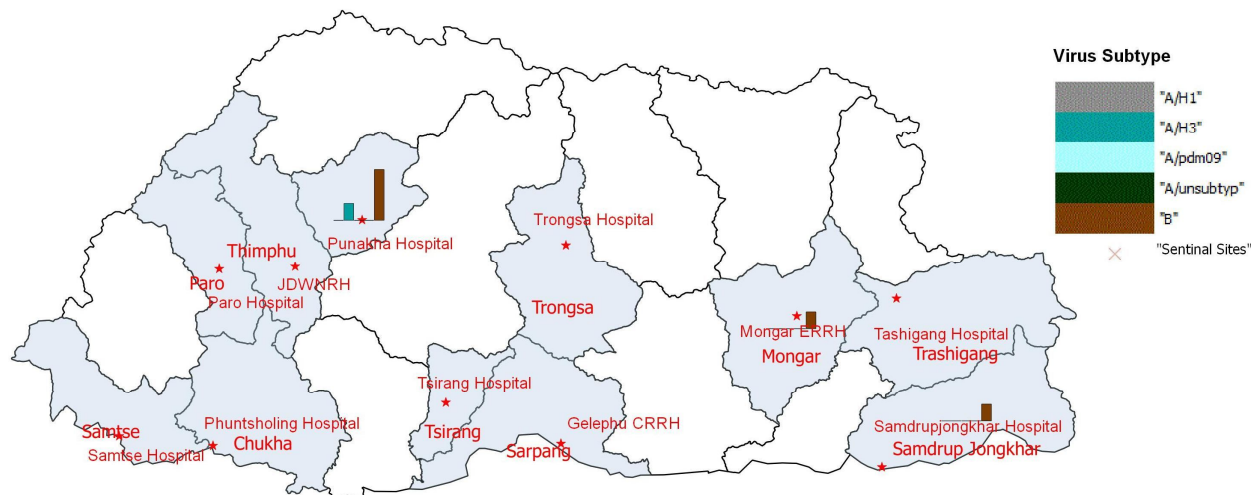 Virus Subtype
"A/H1"
"A/H3"
"A/pdm09"
"A/unsubtyp"
"B"
"Sentinal Sites"
Trongsa Hospital
Punakha Hospital
Thimphu
Paro
JDWNRH
Paro Hospital
Trongsa
Mongar ERRH
Mongar
Tashigang Hospital
Trashigang
Tsirang Hospital
Tsirang
Phuntsholing Hospital
Chukha
Samtse
Samtse Hospital
Gelephu CRRH
Sarpang
Samdrupjongkhar Hospital
Samdrup Jongkhar